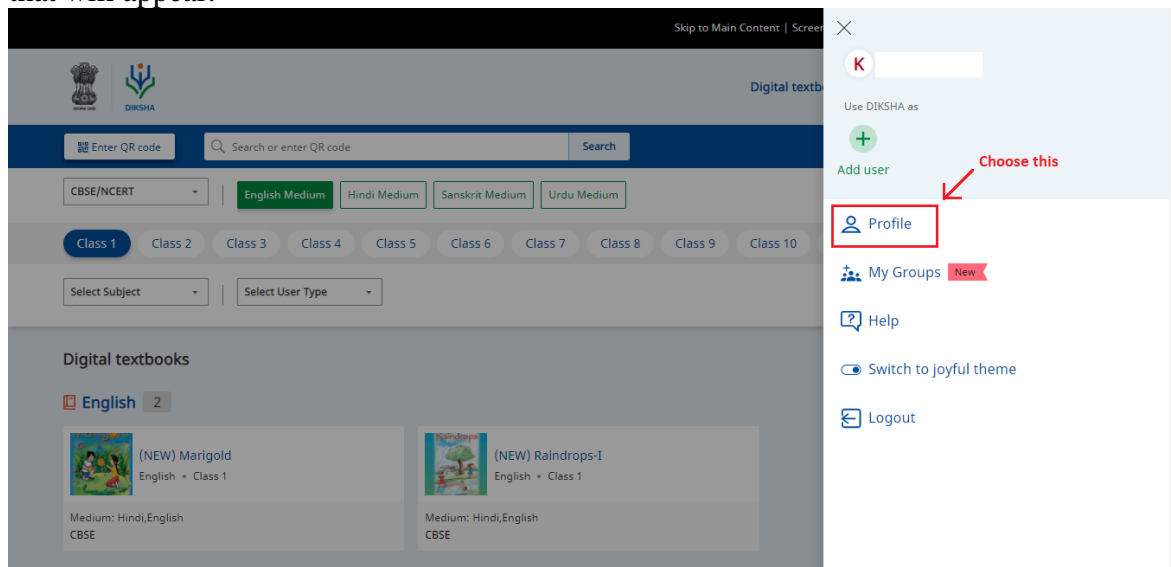 that will appear.
Skip to Main Content | Screen
K
DIKSHA
Digital textb
Use DIKSHA as
Add user
Choose this
Enter QR code
Search or enter QR code
Search
CBSE/NCERT
English Medium
Hindi Medium
Sanskrit Medium
Urdu Medium
Profile
Class 1
Class 2
Class 3
Class 4
Class 5
Class 6
Class 7
Class 8
Class 9
Class 10
My Groups
New
Select Subject
Select User Type
Help
Digital textbooks
Switch to joyful theme
English 2
Logout
(NEW) Marigold
English • Class 1
Medium: Hindi,English
CBSE
Raindrops
(NEW) Raindrops-I
English • Class 1
Medium: Hindi,English
CBSE